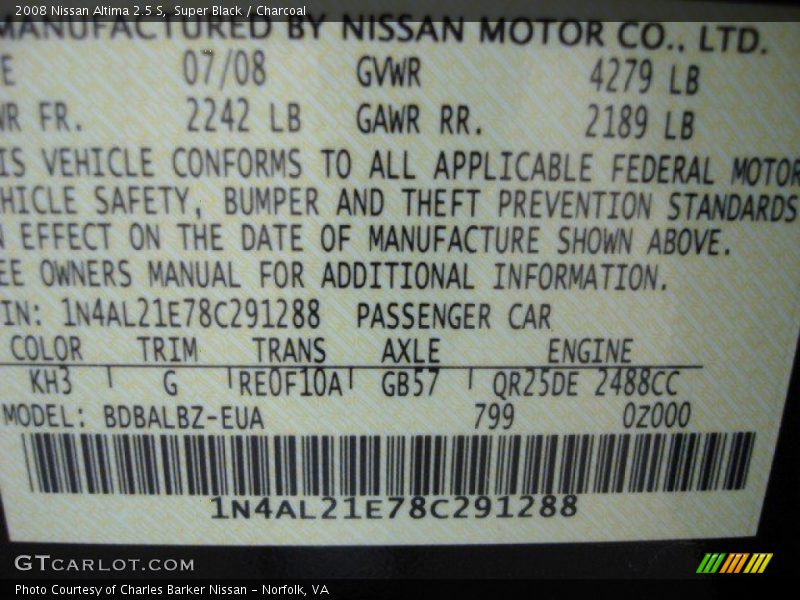 2008 Nissan Altima 2.5 S, Super Black / Charcoal
MANUFACTURED BY NISSAN MOTOR CO., LTD.
E 07/08 GVWR 4279 LB
WR FR. 2242 LB GAWR RR. 2189 LB
IS VEHICLE CONFORMS TO ALL APPLICABLE FEDERAL MOTOR
HICLE SAFETY, BUMPER AND THEFT PREVENTION STANDARDS
N EFFECT ON THE DATE OF MANUFACTURE SHOWN ABOVE.
EE OWNERS MANUAL FOR ADDITIONAL INFORMATION.
IN: 1N4AL21E78C291288 PASSENGER CAR
COLOR TRIM TRANS AXLE ENGINE
KH3 G RE0F10A GB57 QR25DE 2488CC
MODEL: BDBALBZ-EUA 799 0Z000
1N4AL21E78C291288
GTCARLOT.COM
Photo Courtesy of Charles Barker Nissan - Norfolk, VA